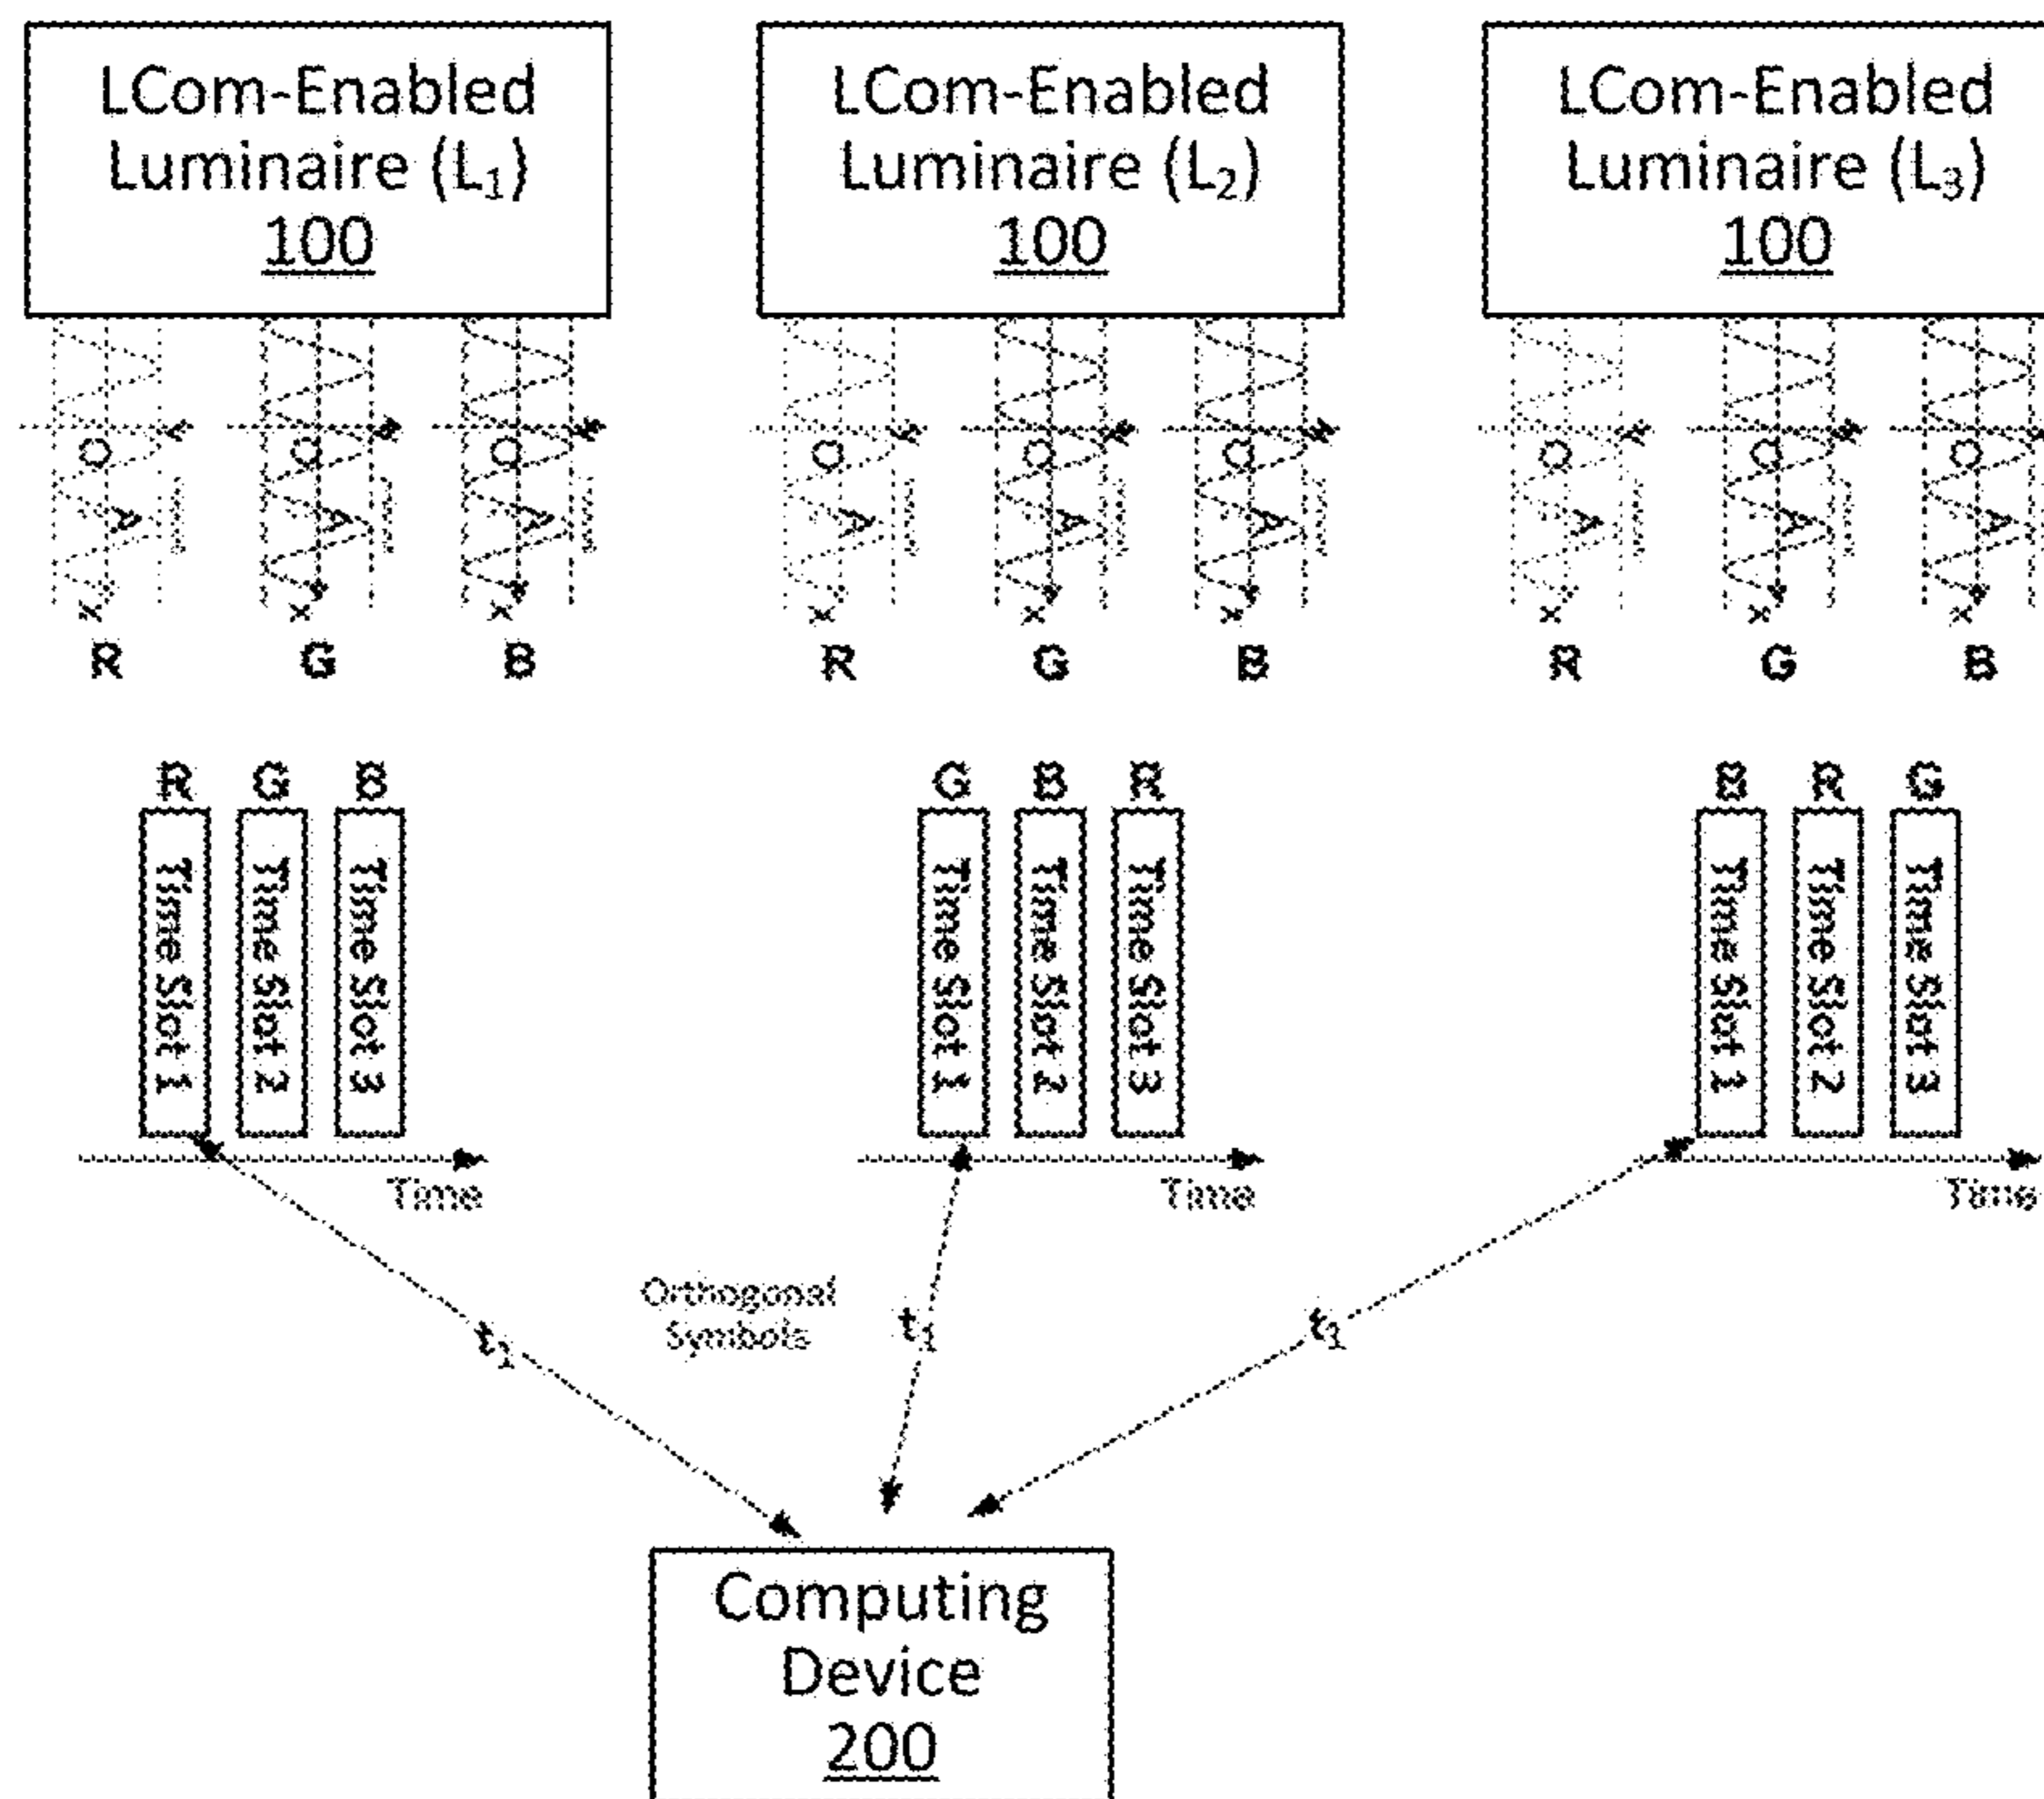 LCom-Enabled
Luminaire (L₁)
100
LCom-Enabled
Luminaire (L₂)
100
LCom-Enabled
Luminaire (L₃)
100
y
O
A
x
R
y
O
A
x
G
y
O
A
x
B
y
O
A
x
R
y
O
A
x
G
y
O
A
x
B
y
O
A
x
R
y
O
A
x
G
O
A
x
B
R G B
Time Slot 1
Time Slot 2
Time Slot 3
Time
G B R
Time Slot 1
Time Slot 2
Time Slot 3
Time
B R G
Time Slot 1
Time Slot 2
Time Slot 3
Time
Orthogonal
Symbols
t₁
t₁
t₁
Computing
Device
200